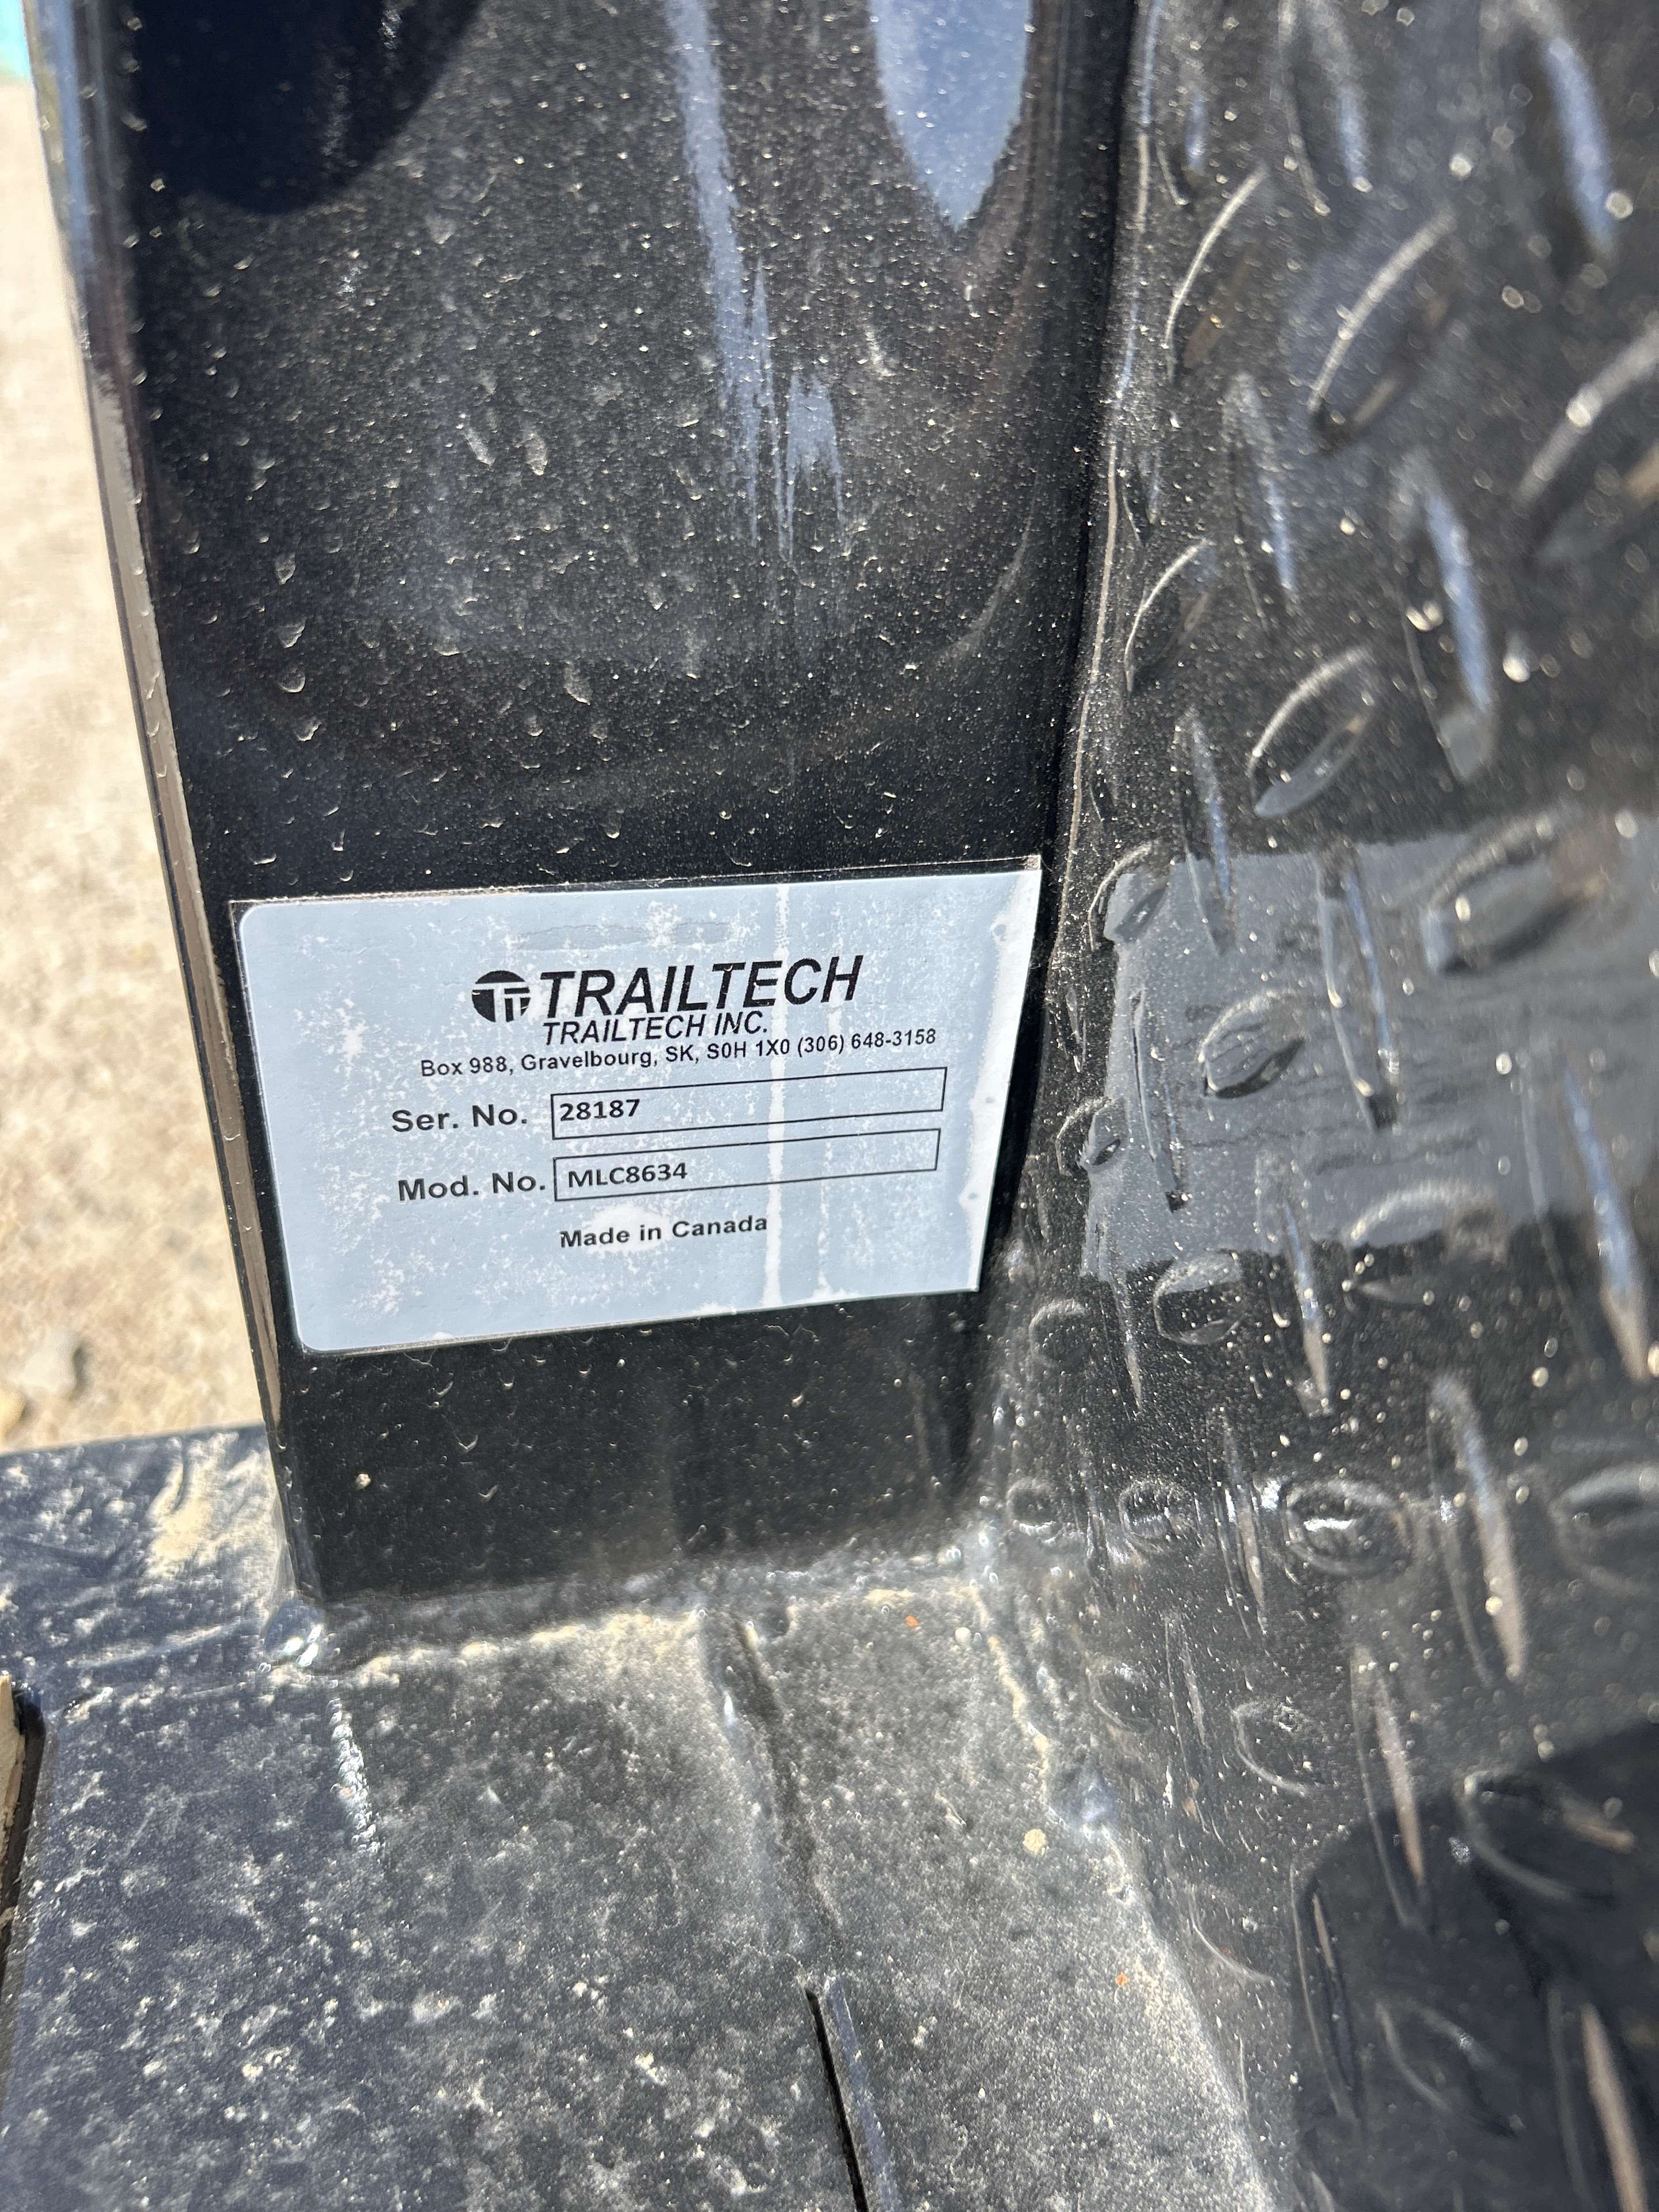 TRAILTECH
TRAILTECH INC.
Box 988, Gravelbourg, SK, S0H 1X0 (306) 648-3158
Ser. No. 28187
Mod. No. MLC8634
Made in Canada